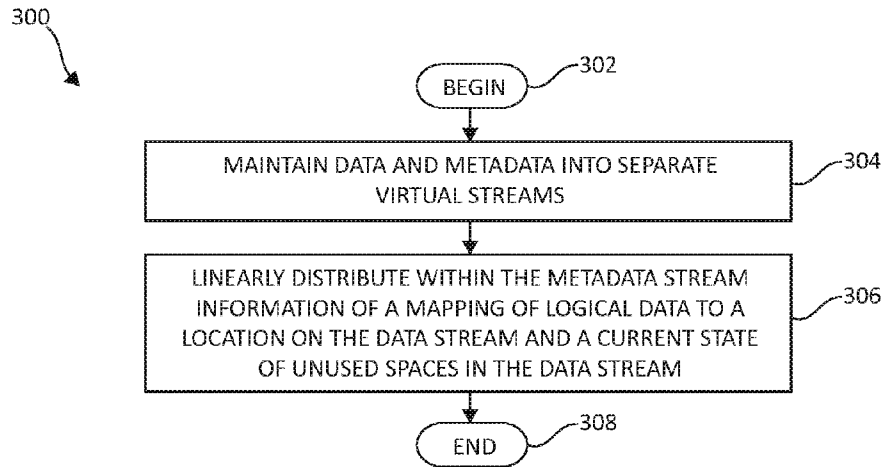 300
BEGIN
302
MAINTAIN DATA AND METADATA INTO SEPARATE
VIRTUAL STREAMS
304
LINEARLY DISTRIBUTE WITHIN THE METADATA STREAM
INFORMATION OF A MAPPING OF LOGICAL DATA TO A
LOCATION ON THE DATA STREAM AND A CURRENT STATE
OF UNUSED SPACES IN THE DATA STREAM
306
END
308